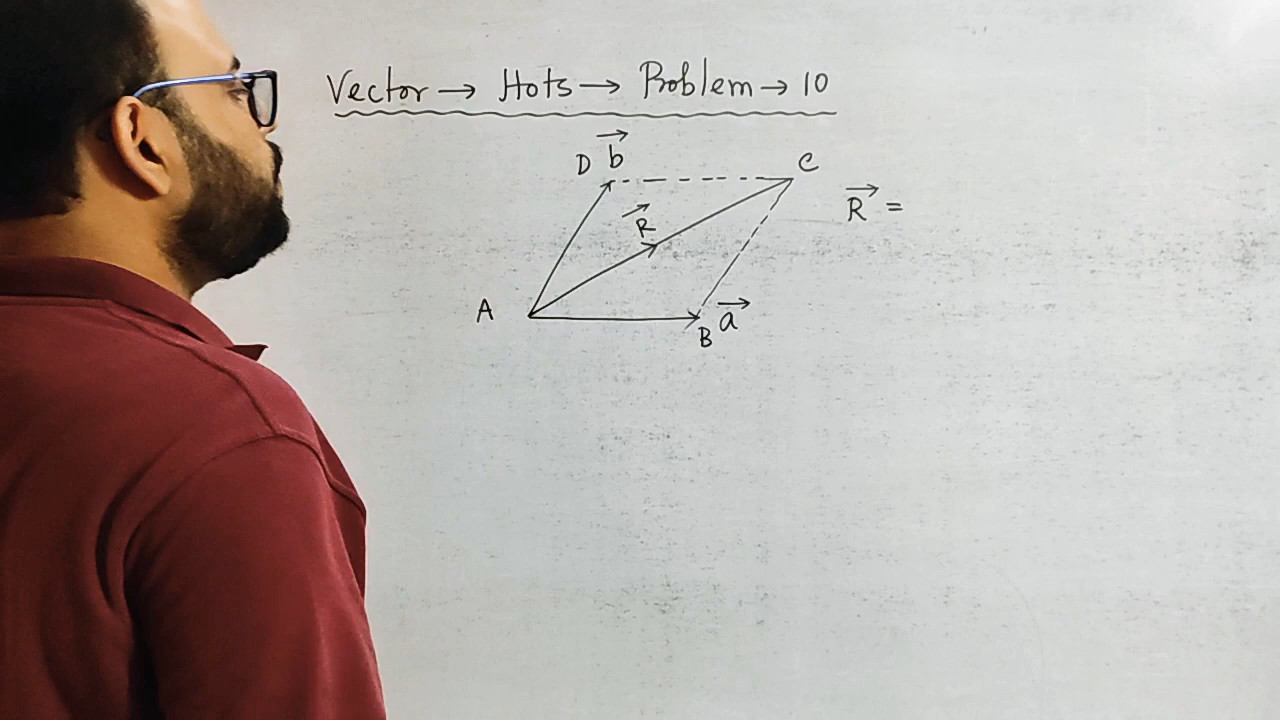 Vector → Hots → Problem → 10
D b⃗ C
R⃗ =
R⃗
A
B a⃗